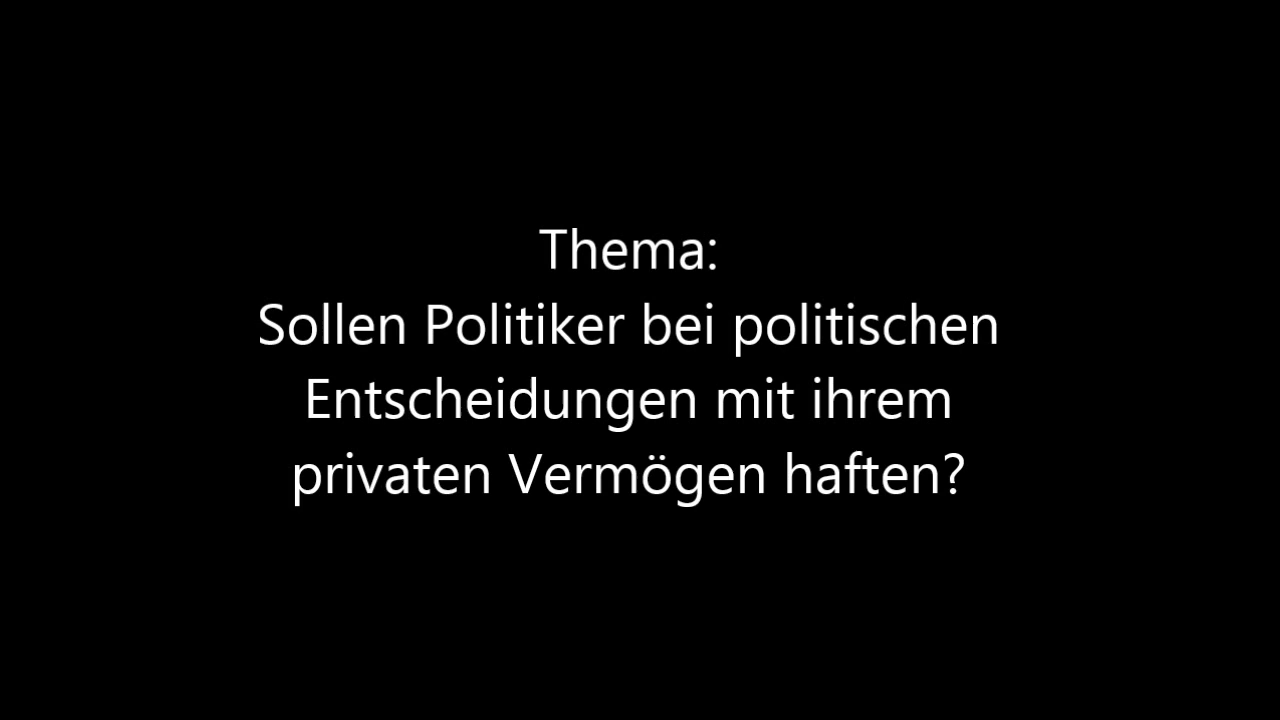 Thema:
Sollen Politiker bei politischen
Entscheidungen mit ihrem
privaten Vermögen haften?